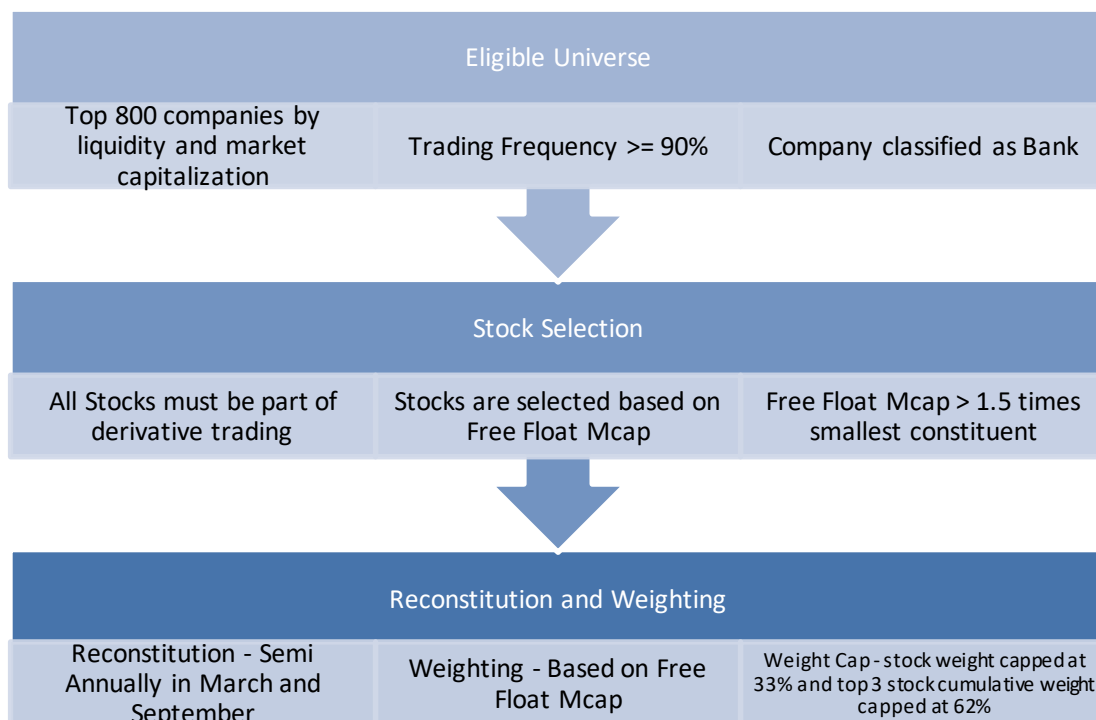 Eligible Universe
Top 800 companies by
liquidity and market
capitalization
Trading Frequency >= 90%
Company classified as Bank
Stock Selection
All Stocks must be part of
derivative trading
Stocks are selected based on
Free Float Mcap
Free Float Mcap > 1.5 times
smallest constituent
Reconstitution and Weighting
Reconstitution - Semi
Annually in March and
September
Weighting - Based on Free
Float Mcap
Weight Cap - stock weight capped at
33% and top 3 stock cumulative weight
capped at 62%